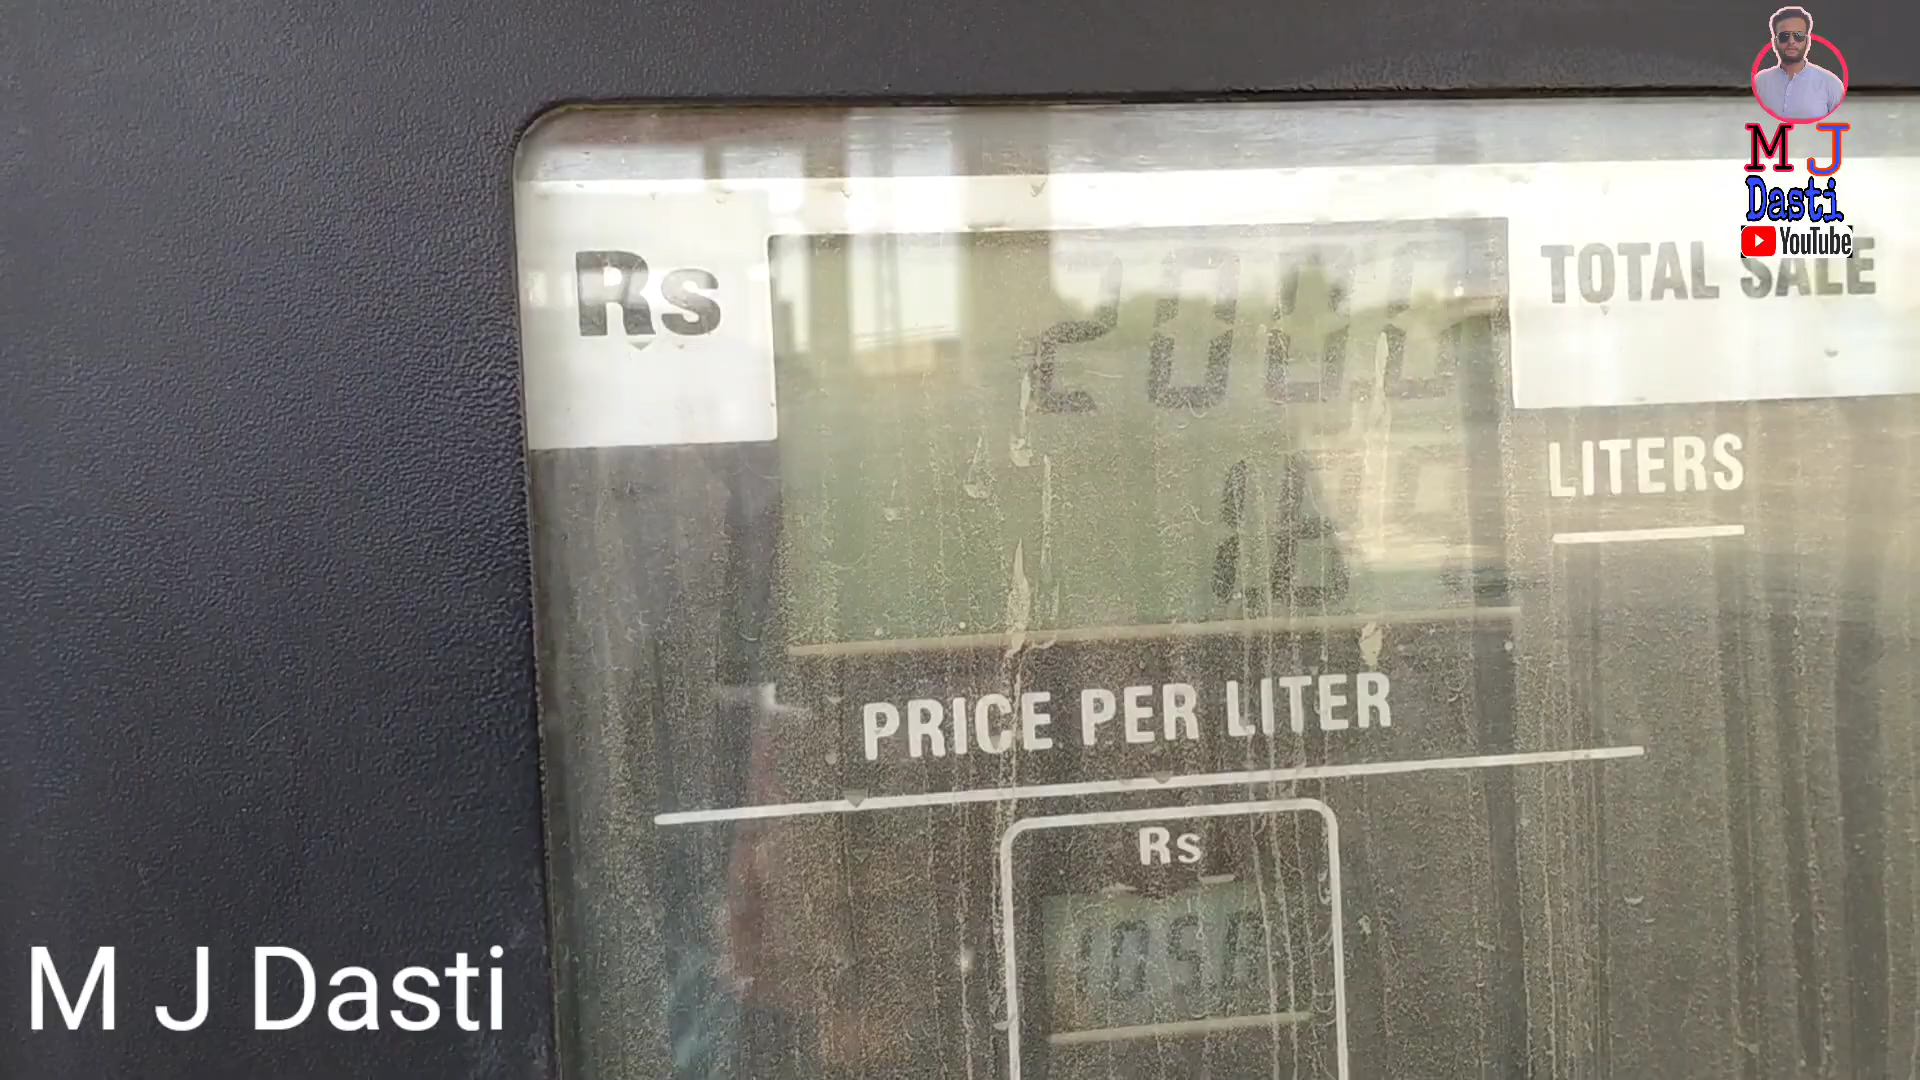 M J
Dasti
YouTube
Rs
TOTAL SALE
LITERS
PRICE PER LITER
Rs
M J Dasti